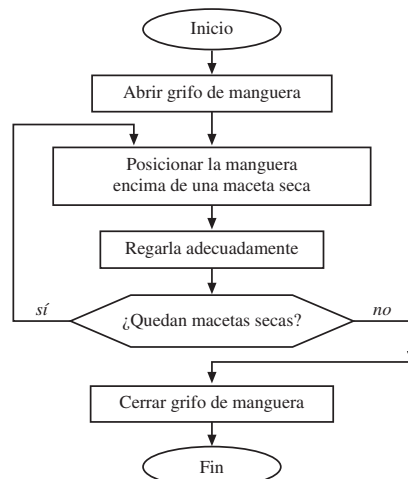 Inicio
Abrir grifo de manguera
Posicionar la manguera
encima de una maceta seca
Regarla adecuadamente
sí
¿Quedan macetas secas?
no
Cerrar grifo de manguera
Fin